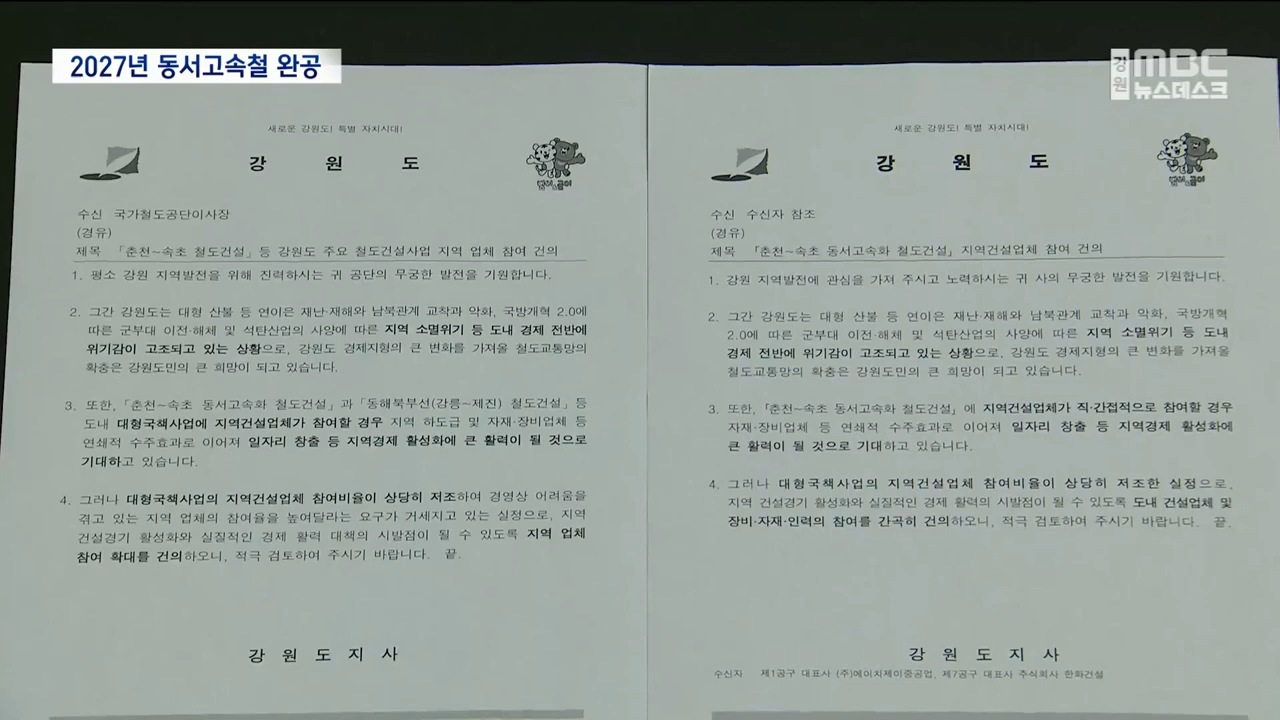 2027년 동서고속철 완공
강원
MBC
뉴스데스크
새로운 강원도! 특별 자치시대!
강 원 도
범이&곰이
수신 국가철도공단이사장
(경유)
제목 「춘천~속초 철도건설」등 강원도 주요 철도건설사업 지역 업체 참여 건의
1. 평소 강원 지역발전을 위해 진력하시는 귀 공단의 무궁한 발전을 기원합니다.
2. 그간 강원도는 대형 산불 등 연이은 재난·재해와 남북관계 교착과 악화, 국방개혁 2.0에
따른 군부대 이전·해체 및 석탄산업의 사양에 따른 지역 소멸위기 등 도내 경제 전반에
위기감이 고조되고 있는 상황으로, 강원도 경제지형의 큰 변화를 가져올 철도교통망의
확충은 강원도민의 큰 희망이 되고 있습니다.
3. 또한,「춘천~속초 동서고속화 철도건설」과「동해북부선(강릉~제진) 철도건설」등
도내 대형국책사업에 지역건설업체가 참여할 경우 지역 하도급 및 자재·장비업체 등
연쇄적 수주효과로 이어져 일자리 창출 등 지역경제 활성화에 큰 활력이 될 것으로
기대하고 있습니다.
4. 그러나 대형국책사업의 지역건설업체 참여비율이 상당히 저조하여 경영상 어려움을
겪고 있는 지역 업체의 참여율을 높여달라는 요구가 거세지고 있는 실정으로, 지역
건설경기 활성화와 실질적인 경제 활력 대책의 시발점이 될 수 있도록 지역 업체
참여 확대를 건의하오니, 적극 검토하여 주시기 바랍니다. 끝.
강 원 도 지 사
새로운 강원도! 특별 자치시대!
강 원 도
범이&곰이
수신 수신자 참조
(경유)
제목 「춘천~속초 동서고속화 철도건설」지역건설업체 참여 건의
1. 강원 지역발전에 관심을 가져 주시고 노력하시는 귀 사의 무궁한 발전을 기원합니다.
2. 그간 강원도는 대형 산불 등 연이은 재난·재해와 남북관계 교착과 악화, 국방개혁
2.0에 따른 군부대 이전·해체 및 석탄산업의 사양에 따른 지역 소멸위기 등 도내
경제 전반에 위기감이 고조되고 있는 상황으로, 강원도 경제지형의 큰 변화를 가져올
철도교통망의 확충은 강원도민의 큰 희망이 되고 있습니다.
3. 또한,「춘천~속초 동서고속화 철도건설」에 지역건설업체가 직·간접적으로 참여할 경우
자재·장비업체 등 연쇄적 수주효과로 이어져 일자리 창출 등 지역경제 활성화에
큰 활력이 될 것으로 기대하고 있습니다.
4. 그러나 대형국책사업의 지역건설업체 참여비율이 상당히 저조한 실정으로,
지역 건설경기 활성화와 실질적인 경제 활력의 시발점이 될 수 있도록 도내 건설업체 및
장비·자재·인력의 참여를 간곡히 건의하오니, 적극 검토하여 주시기 바랍니다. 끝.
강 원 도 지 사
수신자 제1공구 대표사 (주)에이치제이중공업, 제7공구 대표사 주식회사 한화건설